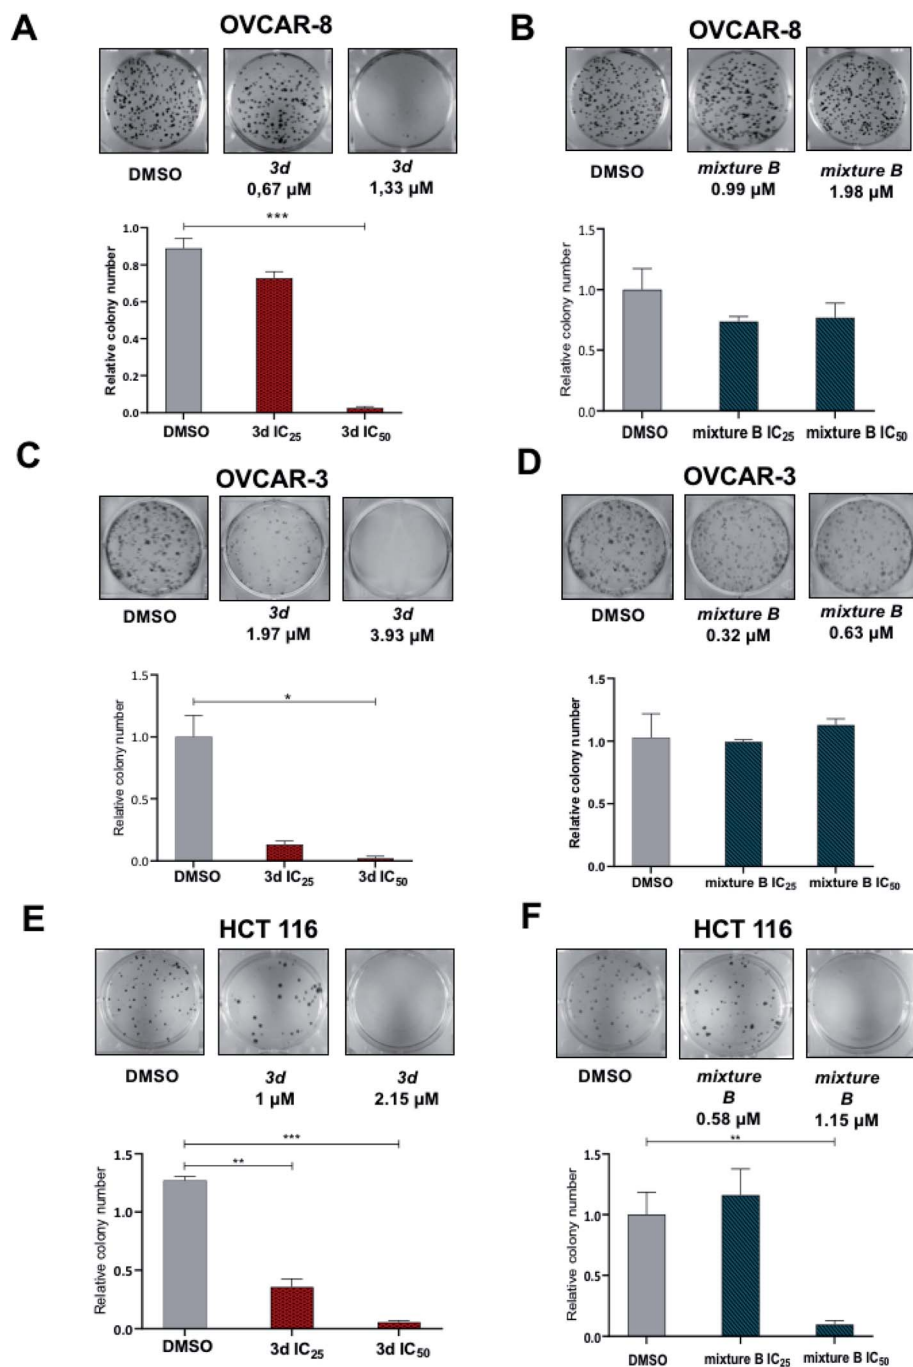 A
OVCAR-8
DMSO
3d
0,67 µM
3d
1,33 µM
***
Relative colony number
1.0
0.8
0.6
0.4
0.2
0.0
DMSO
3d IC25
3d IC50
B
OVCAR-8
DMSO
mixture B
0.99 µM
mixture B
1.98 µM
Relative colony number
1.5
1.0
0.5
0.0
DMSO
mixture B IC25
mixture B IC50
C
OVCAR-3
DMSO
3d
1.97 µM
3d
3.93 µM
*
Relative colony number
1.5
1.0
0.5
0.0
DMSO
3d IC25
3d IC50
D
OVCAR-3
DMSO
mixture B
0.32 µM
mixture B
0.63 µM
Relative colony number
1.5
1.0
0.5
0.0
DMSO
mixture B IC25
mixture B IC50
E
HCT 116
DMSO
3d
1 µM
3d
2.15 µM
***
**
Relative colony number
1.5
1.0
0.5
0.0
DMSO
3d IC25
3d IC50
F
HCT 116
DMSO
mixture
B
0.58 µM
mixture
B
1.15 µM
**
Relative colony number
1.5
1.0
0.5
0.0
DMSO
mixture B IC25
mixture B IC50